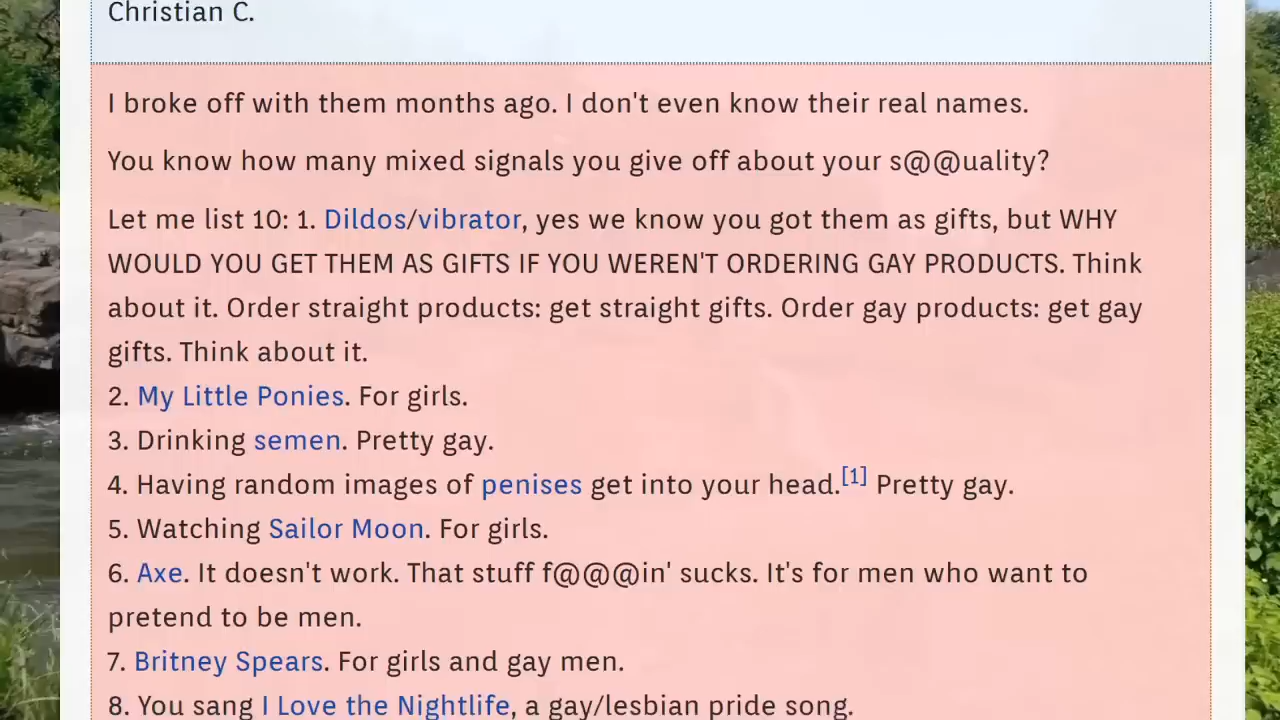 Christian C.
I broke off with them months ago. I don't even know their real names.
You know how many mixed signals you give off about your s@@uality?
Let me list 10: 1. Dildos/vibrator, yes we know you got them as gifts, but WHY
WOULD YOU GET THEM AS GIFTS IF YOU WEREN'T ORDERING GAY PRODUCTS. Think
about it. Order straight products: get straight gifts. Order gay products: get gay
gifts. Think about it.
2. My Little Ponies. For girls.
3. Drinking semen. Pretty gay.
4. Having random images of penises get into your head.[1] Pretty gay.
5. Watching Sailor Moon. For girls.
6. Axe. It doesn't work. That stuff f@@@in' sucks. It's for men who want to
pretend to be men.
7. Britney Spears. For girls and gay men.
8. You sang I Love the Nightlife, a gay/lesbian pride song.